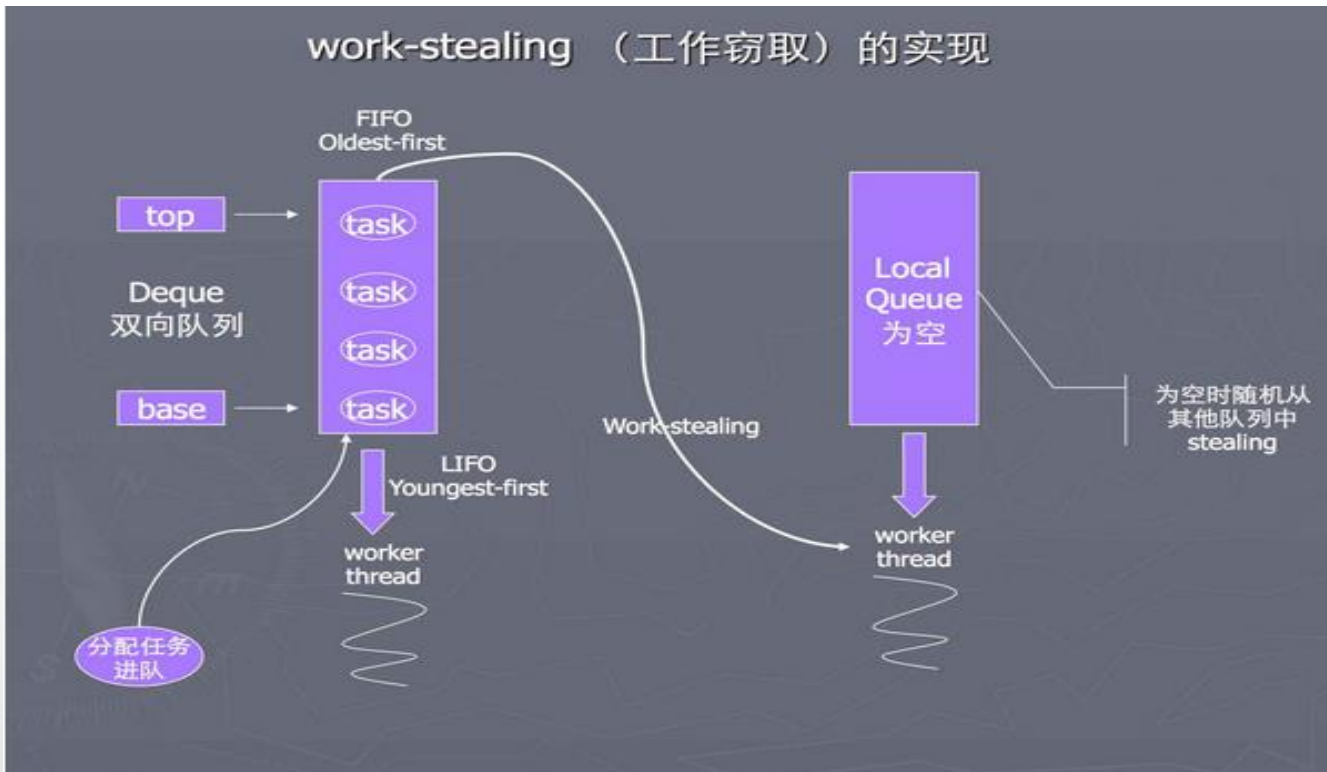 work-stealing （工作窃取）的实现
FIFO
Oldest-first
top
task
Deque
双向队列
task
task
base
task
LIFO
Youngest-first
worker
thread
分配任务
进队
Work-stealing
Local
Queue
为空
为空时随机从
其他队列中
stealing
worker
thread